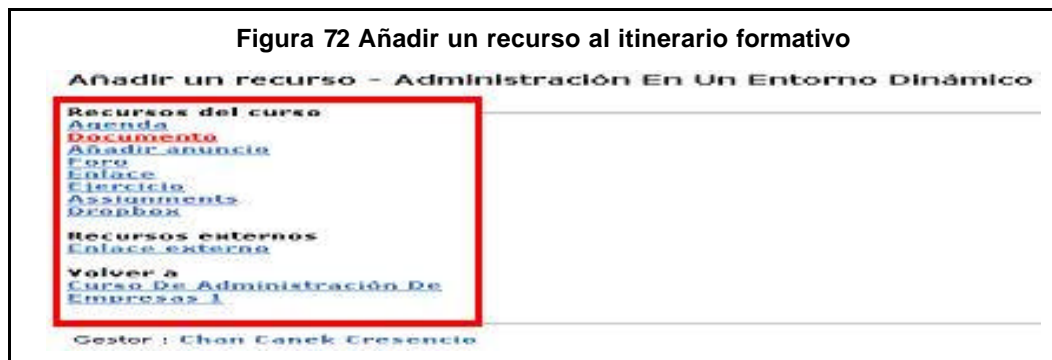 Figura 72 Añadir un recurso al itinerario formativo
Añadir un recurso - Administración En Un Entorno Dinámico
Recursos del curso
Agenda
Documento
Añadir anuncio
Foro
Enlace
Ejercicio
Assignments
Dropbox
Recursos externos
Enlace externo
Volver a
Curso De Administración De
Empresas 1
Gestor : Chan Canek Cresencio